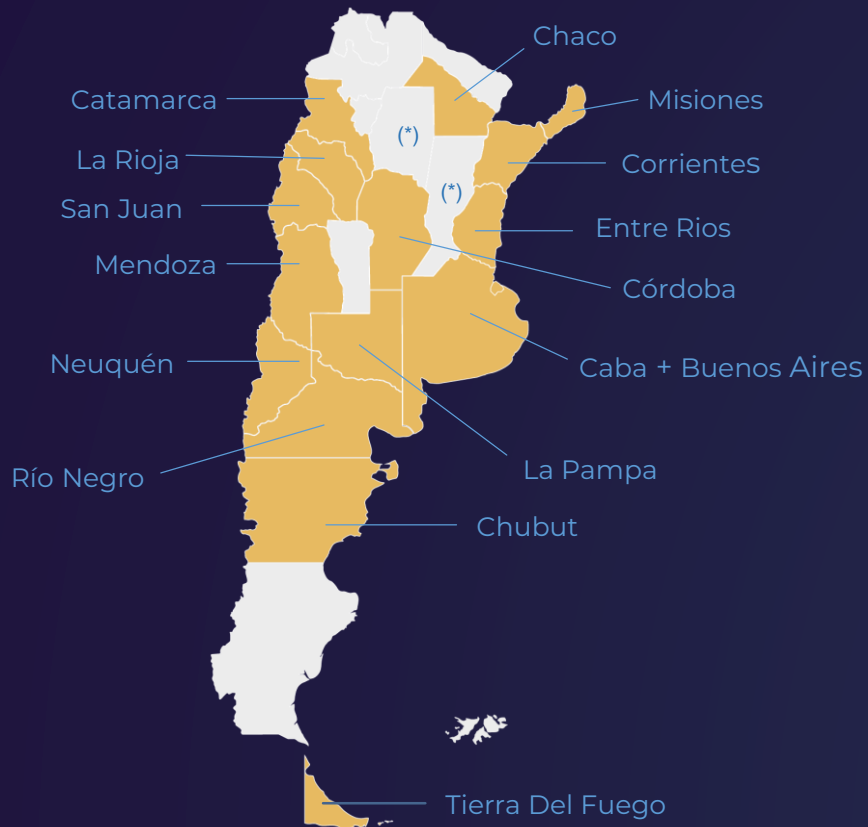 Chaco
Catamarca
Misiones
(*)
La Rioja
Corrientes
(*)
San Juan
Entre Rios
Mendoza
Córdoba
Neuquén
Caba + Buenos Aires
Río Negro
La Pampa
Chubut
Tierra Del Fuego